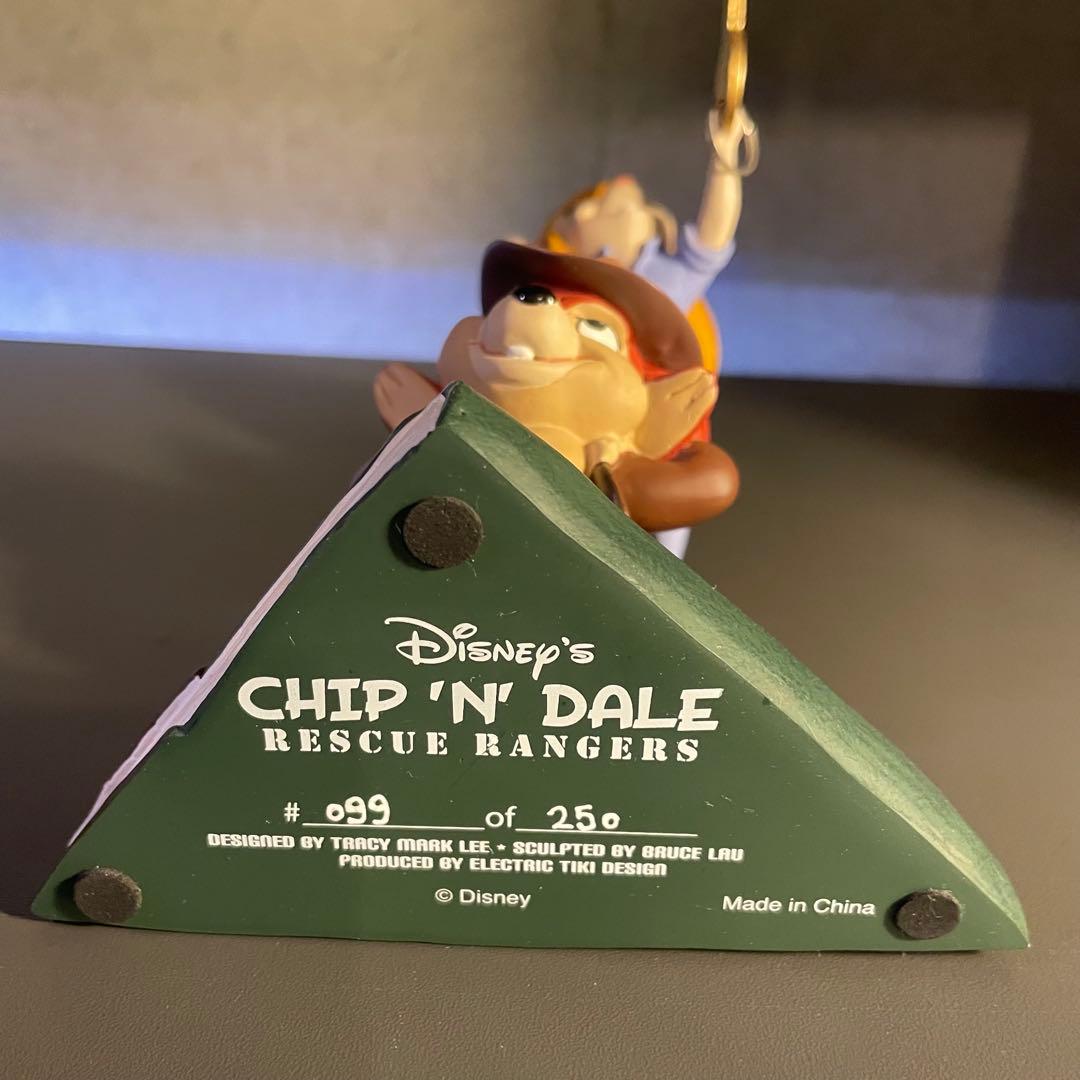 Disney's
CHIP 'N' DALE
RESCUE RANGERS
# 099 of 250
DESIGNED BY TRACY MARK LEE • SCULPTED BY BRUCE LAU
PRODUCED BY ELECTRIC TIKI DESIGN
© Disney
Made in China